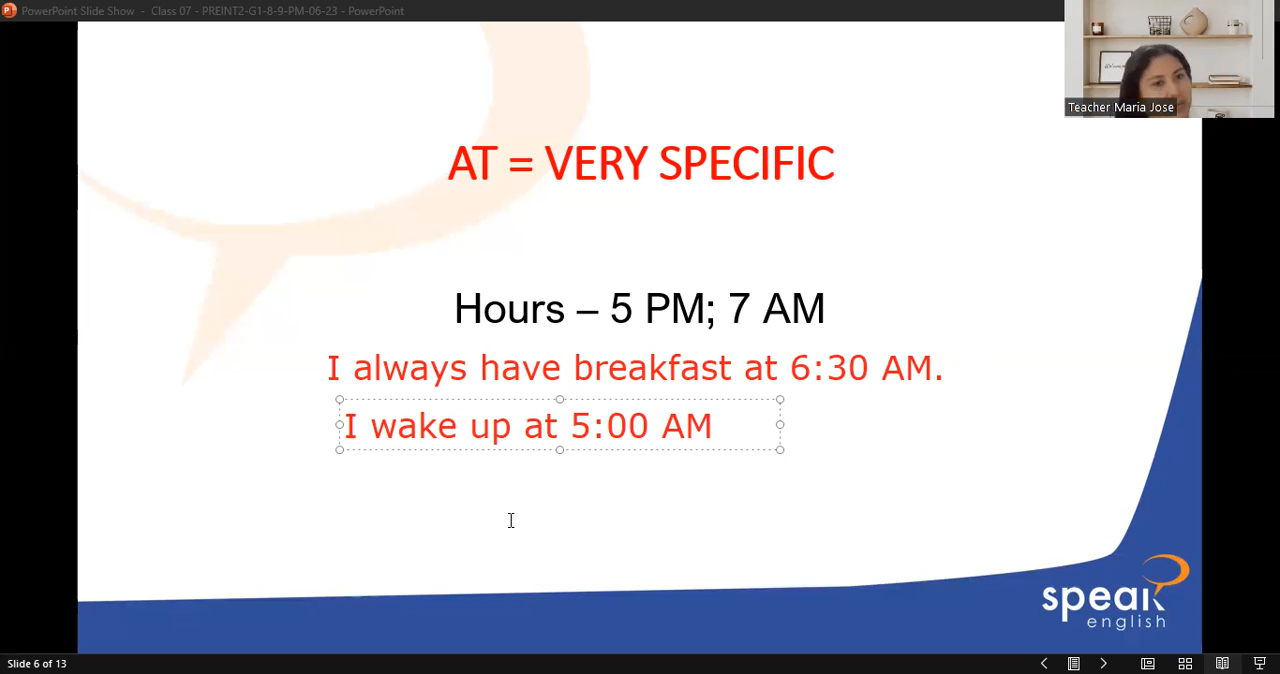 PowerPoint Slide Show - Class 07 - PREINT2-G1-8-9-PM-06-23 - PowerPoint
Teacher Maria Jose
AT = VERY SPECIFIC
Hours – 5 PM; 7 AM
I always have breakfast at 6:30 AM.
I wake up at 5:00 AM
speak
english
Slide 6 of 13